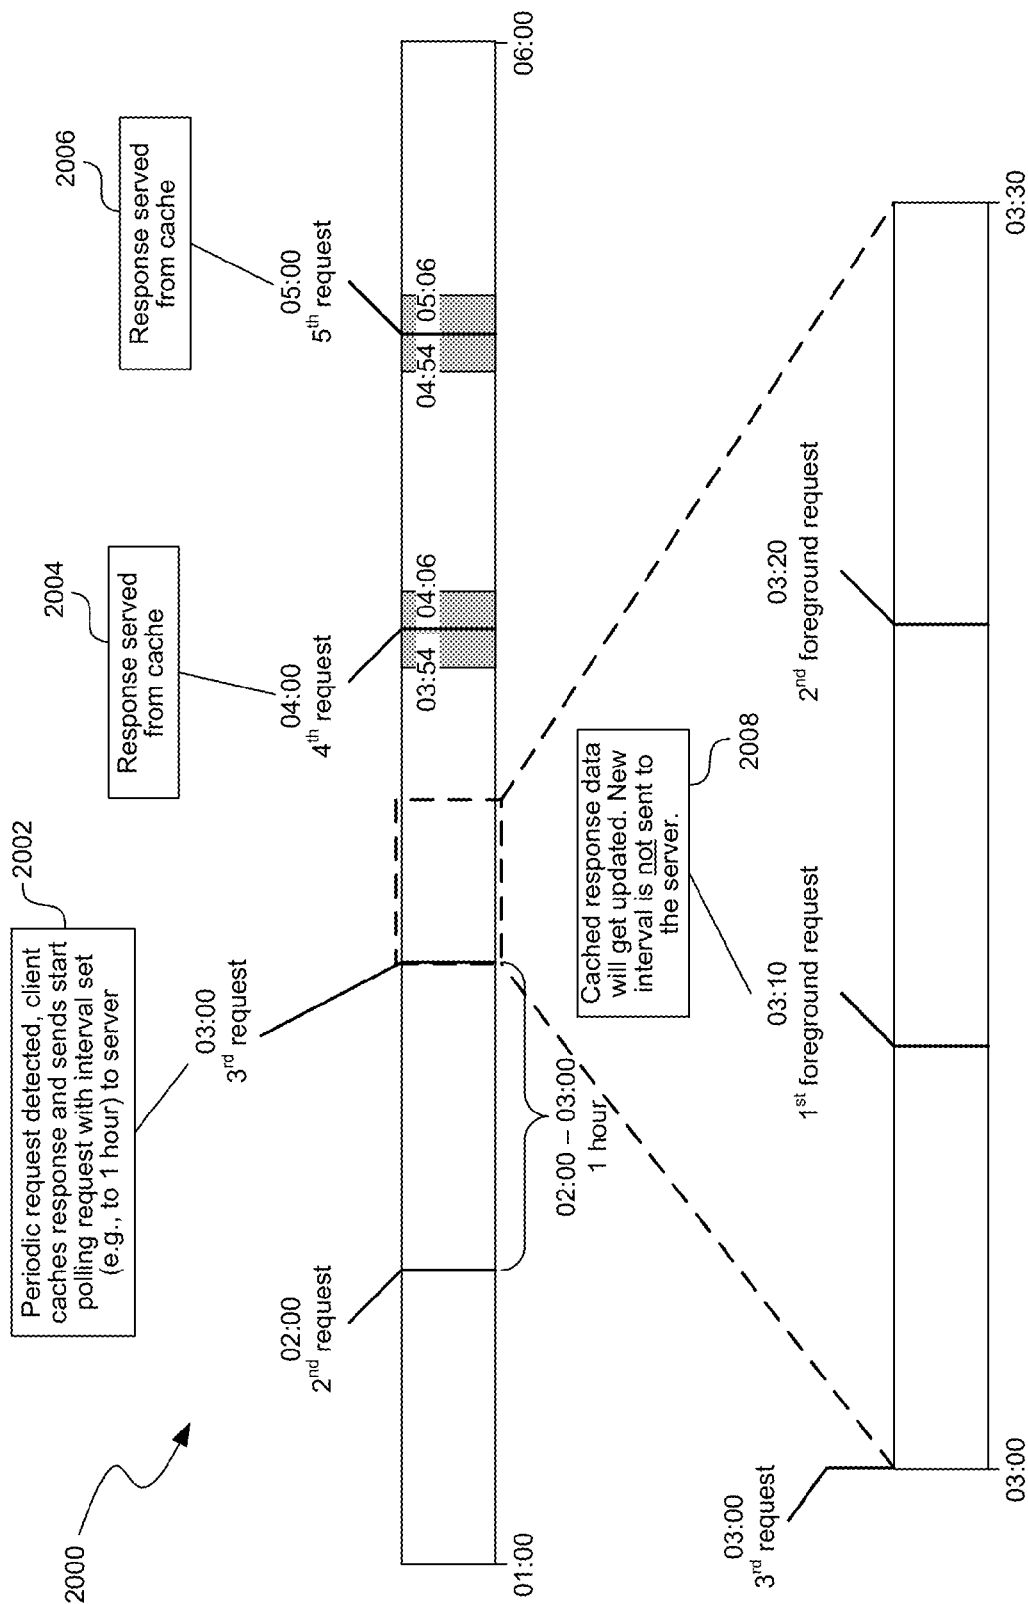 2000
2002
Periodic request detected, client
caches response and sends start
polling request with interval set
(e.g., to 1 hour) to server
2004
Response served
from cache
2006
Response served
from cache
02:00
2nd request
03:00
3rd request
04:00
4th request
05:00
5th request
03:54
04:06
04:54
05:06
01:00
06:00
02:00 – 03:00
1 hour
Cached response data
will get updated. New
interval is not sent to
the server.
2008
03:00
3rd request
03:10
1st foreground request
03:20
2nd foreground request
03:00
03:30